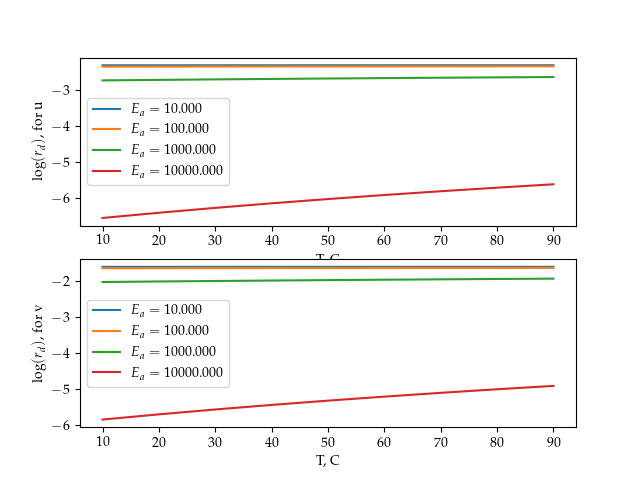 log(r_d), for u
−3
−4
−5
−6
E_a = 10.000
E_a = 100.000
E_a = 1000.000
E_a = 10000.000
10 20 30 40 50 60 70 80 90
T, C
log(r_d), for v
−2
−3
−4
−5
−6
E_a = 10.000
E_a = 100.000
E_a = 1000.000
E_a = 10000.000
10 20 30 40 50 60 70 80 90
T, C